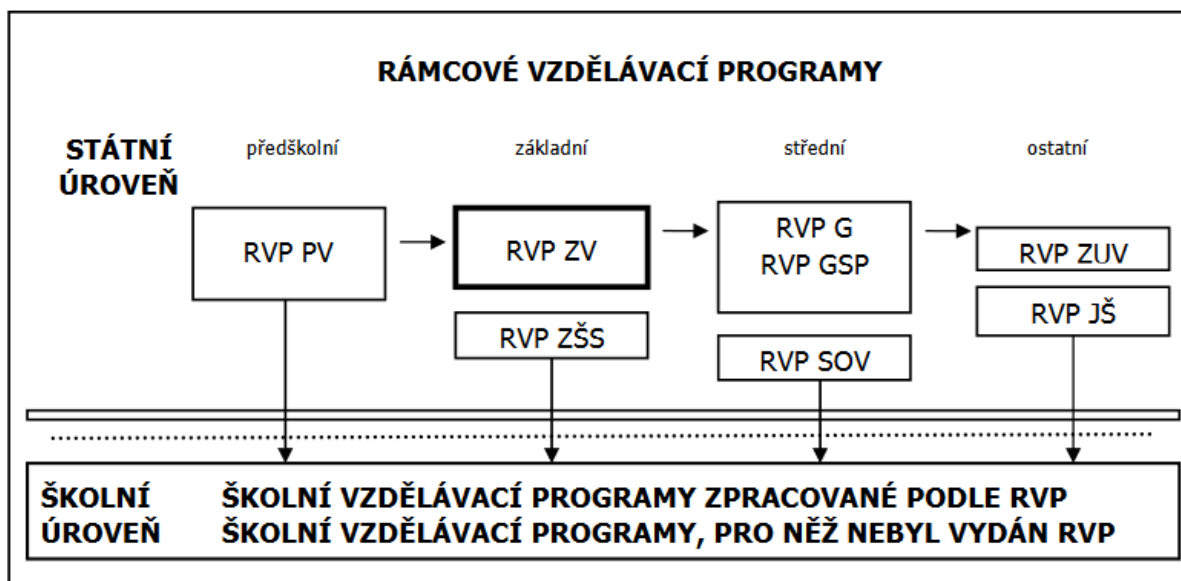 RÁMCOVÉ VZDĚLÁVACÍ PROGRAMY
STÁTNÍ ÚROVEŇ
předškolní
základní
střední
ostatní
RVP PV
RVP ZV
RVP G
RVP GSP
RVP ZUV
RVP ZŠS
RVP SOV
RVP JŠ
ŠKOLNÍ ŠKOLNÍ VZDĚLÁVACÍ PROGRAMY ZPRACOVANÉ PODLE RVP
ÚROVEŇ ŠKOLNÍ VZDĚLÁVACÍ PROGRAMY, PRO NĚŽ NEBYL VYDÁN RVP